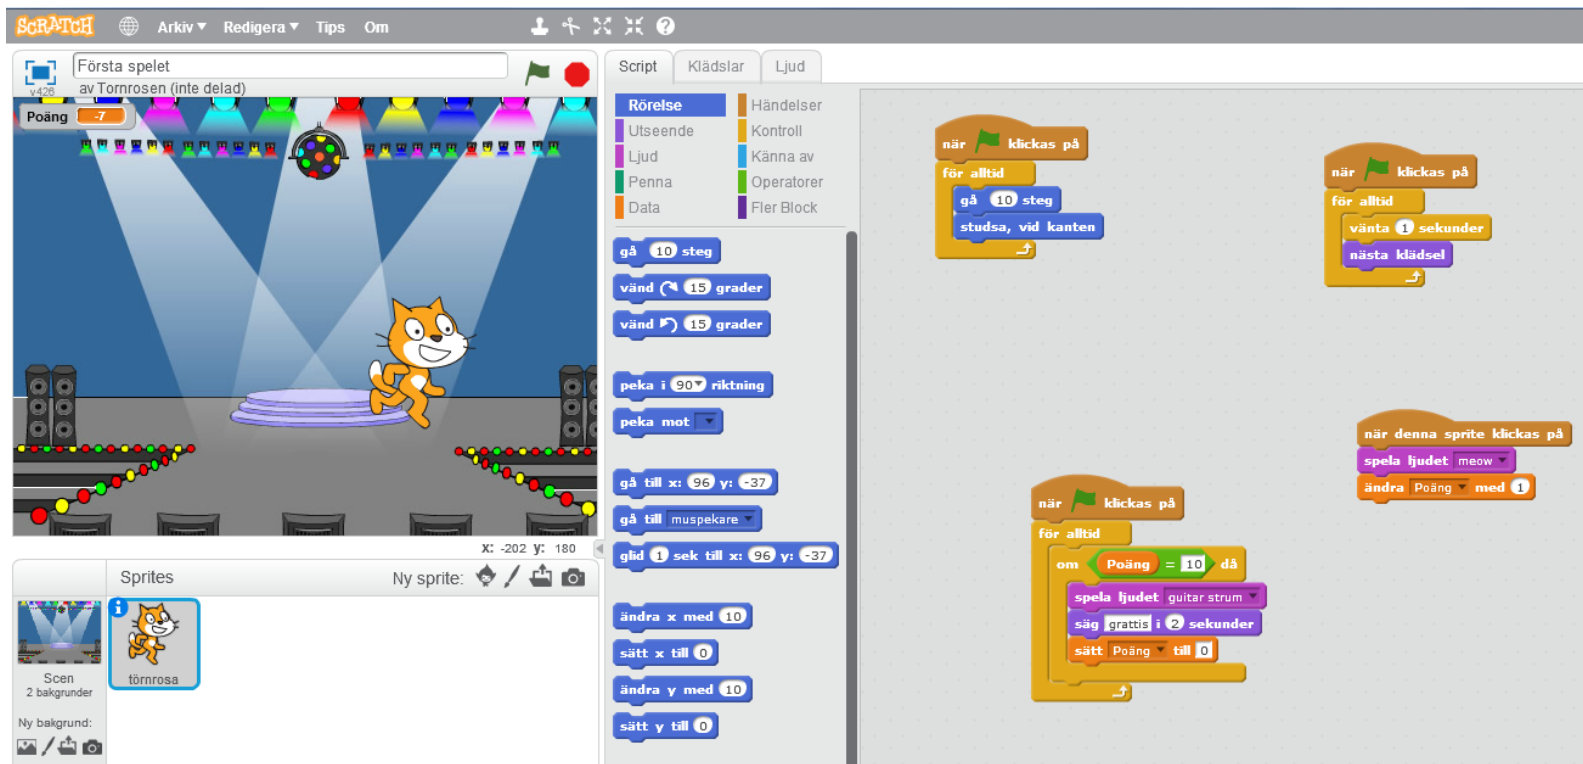 SCRATCH Arkiv▼ Redigera▼ Tips Om
v426
Första spelet
av Tornrosen (inte delad)
Poäng -7
x: -202 y: 180
Sprites
Ny sprite:
Scen
2 bakgrunder
Ny bakgrund:
törnrosa
Script Klädslar Ljud
Rörelse Händelser
Utseende Kontroll
Ljud Känna av
Penna Operatorer
Data Fler Block
gå 10 steg
vänd 15 grader
vänd 15 grader
peka i 90▼ riktning
peka mot
gå till x: 96 y: -37
gå till muspekare
glid 1 sek till x: 96 y: -37
ändra x med 10
sätt x till 0
ändra y med 10
sätt y till 0
när klickas på
för alltid
gå 10 steg
studsa, vid kanten
när klickas på
för alltid
vänta 1 sekunder
nästa klädsel
när denna sprite klickas på
spela ljudet meow
ändra Poäng med 1
när klickas på
för alltid
om Poäng = 10 då
spela ljudet guitar strum
säg grattis i 2 sekunder
sätt Poäng till 0